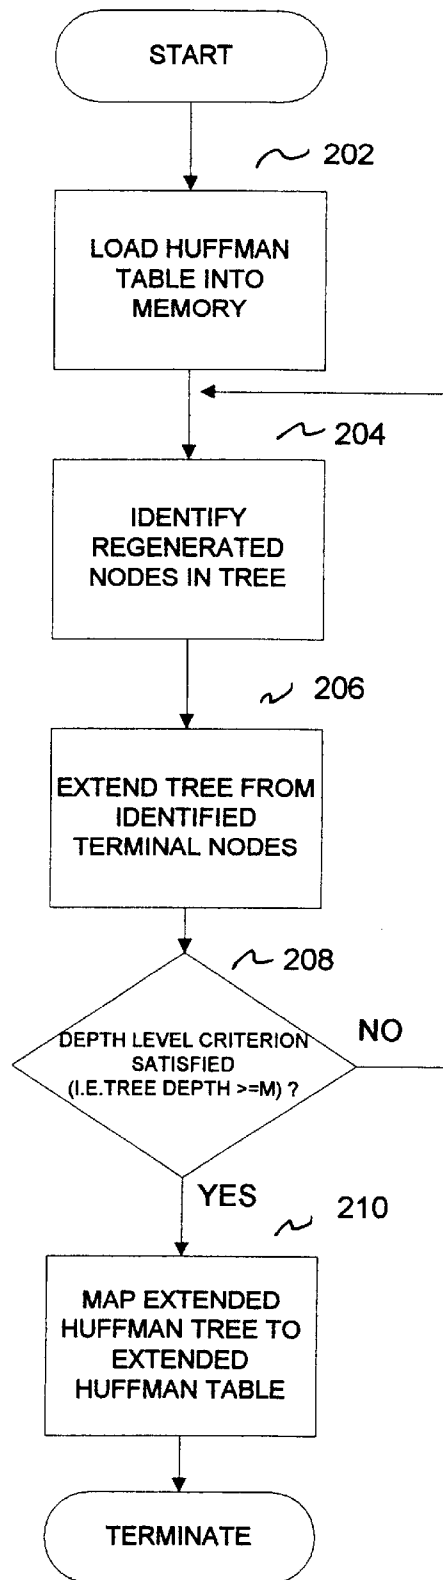 START
202
LOAD HUFFMAN
TABLE INTO
MEMORY
204
IDENTIFY
REGENERATED
NODES IN TREE
206
EXTEND TREE FROM
IDENTIFIED
TERMINAL NODES
208
DEPTH LEVEL CRITERION
SATISFIED
(I.E.TREE DEPTH >=M) ?
NO
YES
210
MAP EXTENDED
HUFFMAN TREE TO
EXTENDED
HUFFMAN TABLE
TERMINATE